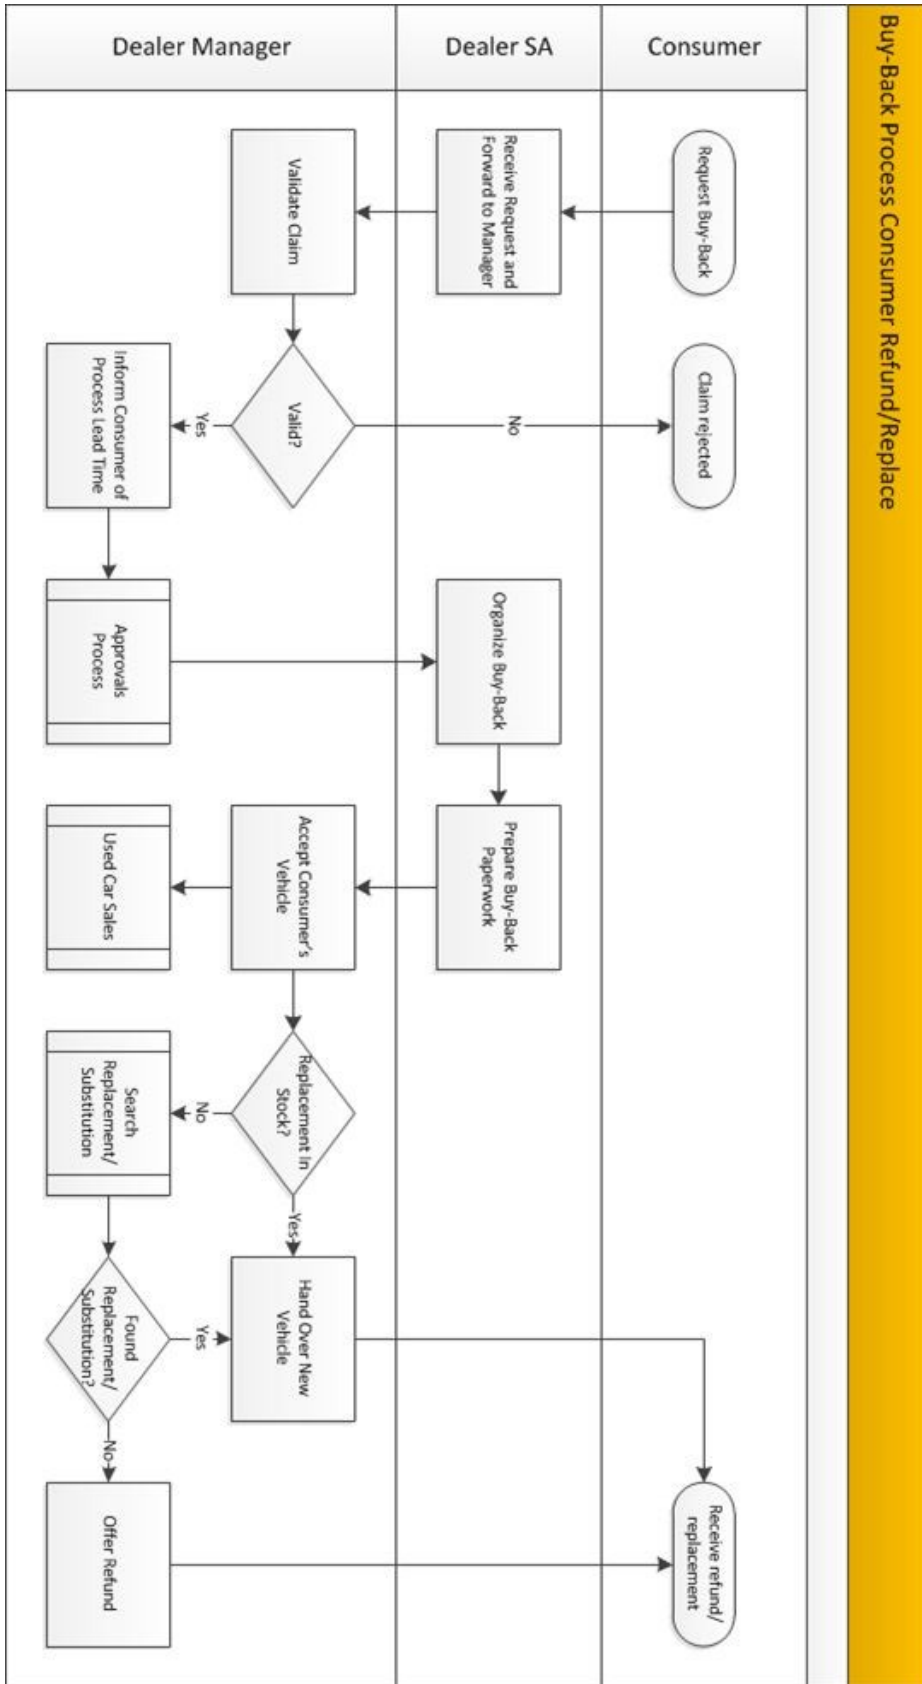 Buy-Back Process Consumer Refund/Replace
Consumer
Dealer SA
Dealer Manager
Request Buy-Back
Receive Request and
Forward to Manager
Validate Claim
Valid?
No
Claim rejected
Yes
Inform Consumer of
Process Lead Time
Approvals
Process
Organize Buy-Back
Prepare Buy-Back
Paperwork
Accept Consumer's
Vehicle
Used Car Sales
Replacement In
Stock?
No
Search
Replacement/
Substitution
Yes
Hand Over New
Vehicle
Found
Replacement/
Substitution?
Yes
No
Offer Refund
Receive refund/
replacement